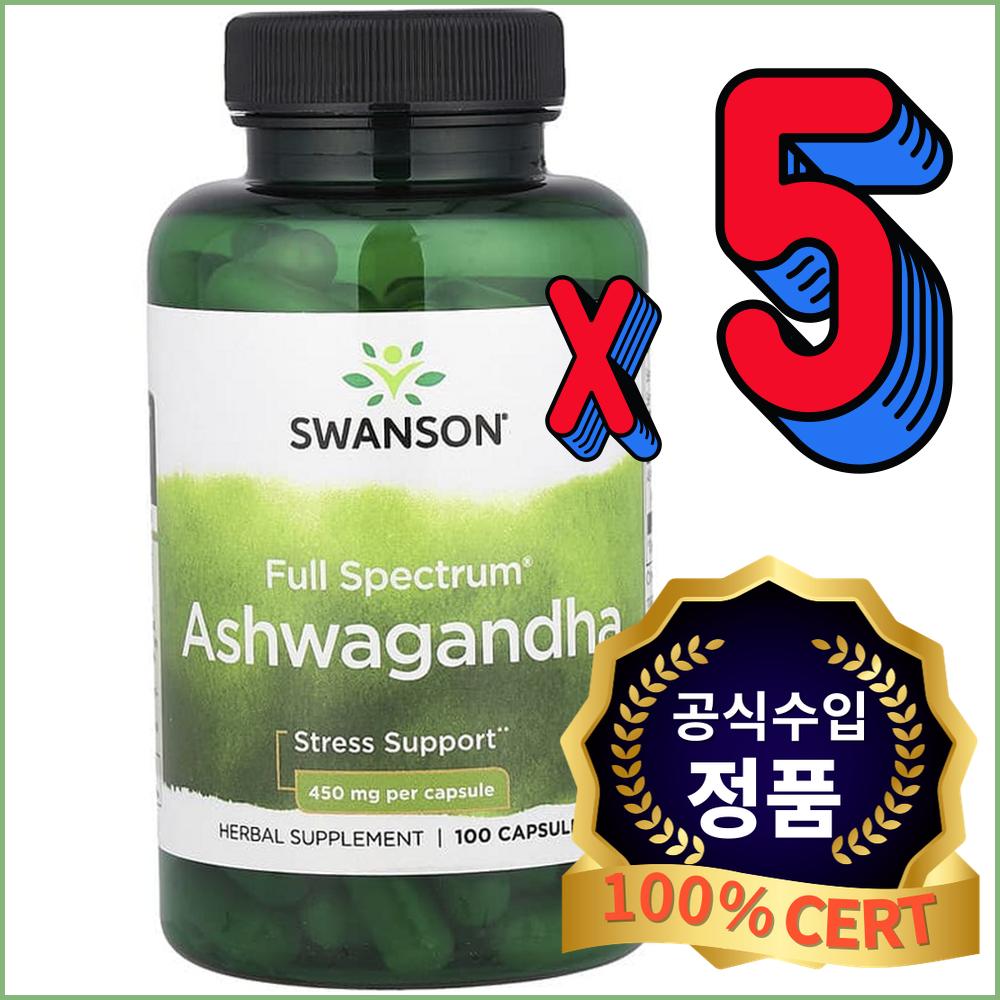 SWANSON®
x 5
Full Spectrum®
Ashwagandha
Stress Support**
450 mg per capsule
HERBAL SUPPLEMENT | 100 CAPSUL
공식수입
정품
100% CERT